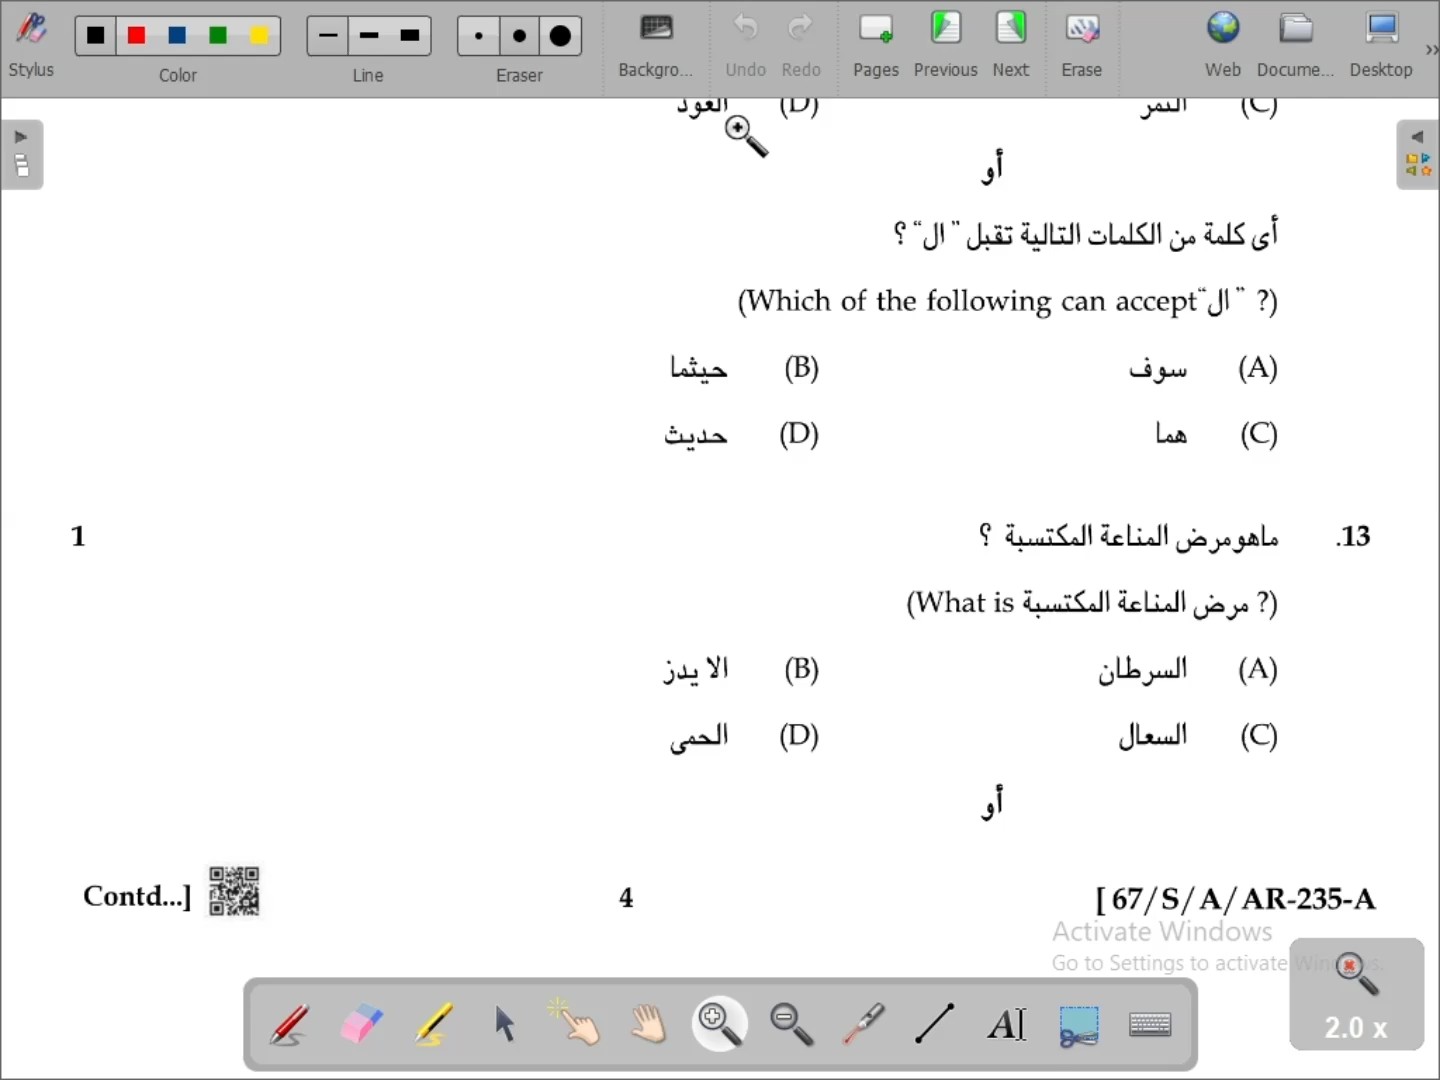 Stylus Color Line Eraser Backgro... Undo Redo Pages Previous Next Erase Web Docume... Desktop
(C) التمر (D) العود
أو
أى كلمة من الكلمات التالية تقبل ” ال “ ؟
(Which of the following can accept “ ال ” ?)
(A) سوف (B) حيثما
(C) هما (D) حديث
13. ماهومرض المناعة المكتسبة ؟ 1
(What is مرض المناعة المكتسبة ?)
(A) السرطان (B) الا يدز
(C) السعال (D) الحمى
أو
[ 67/S/A/AR-235-A 4 Contd...]
Activate Windows
Go to Settings to activate Windows.
2.0 x